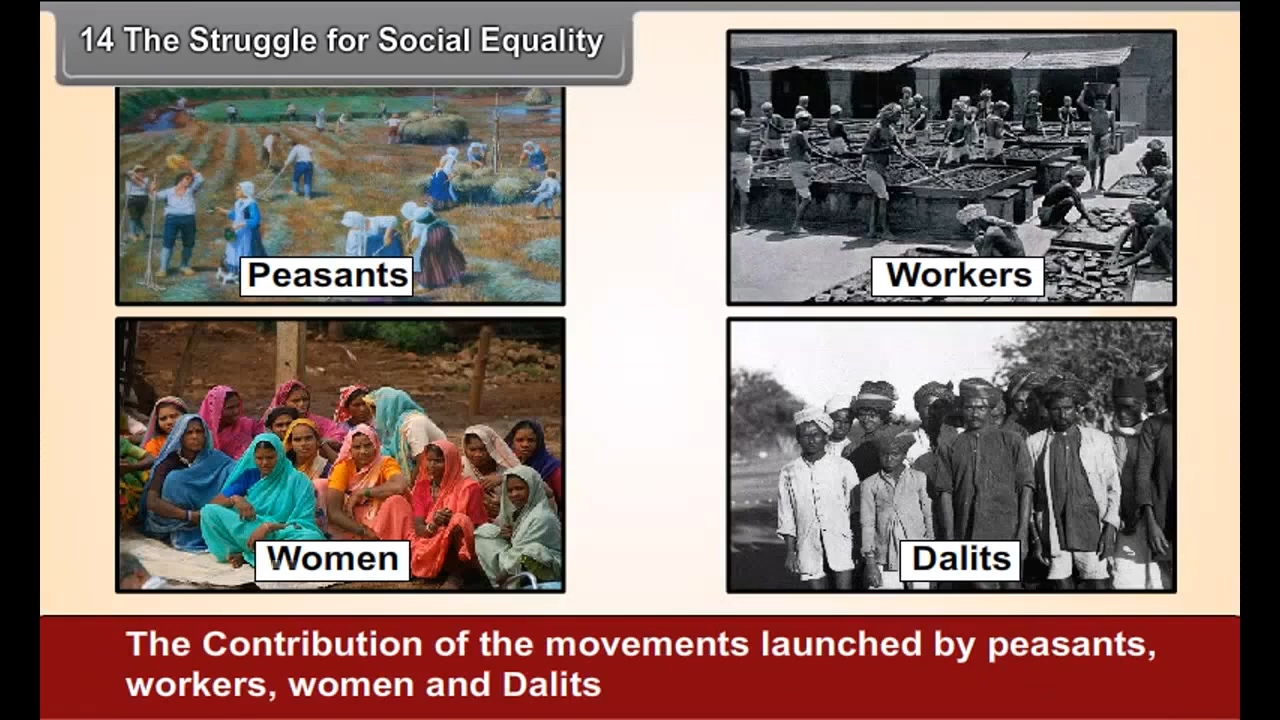 14 The Struggle for Social Equality
Peasants
Workers
Women
Dalits
The Contribution of the movements launched by peasants,
workers, women and Dalits